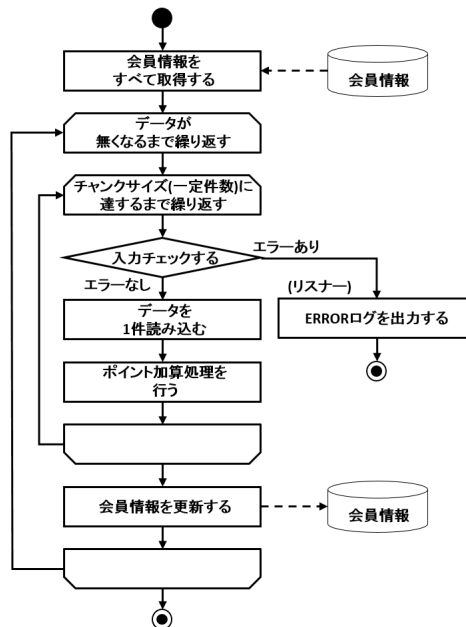 会員情報を
すべて取得する
会員情報
データが
無くなるまで繰り返す
チャンクサイズ(一定件数)に
達するまで繰り返す
入力チェックする
エラーあり
エラーなし
(リスナー)
データを
1件読み込む
ERRORログを出力する
ポイント加算処理を
行う
会員情報を更新する
会員情報